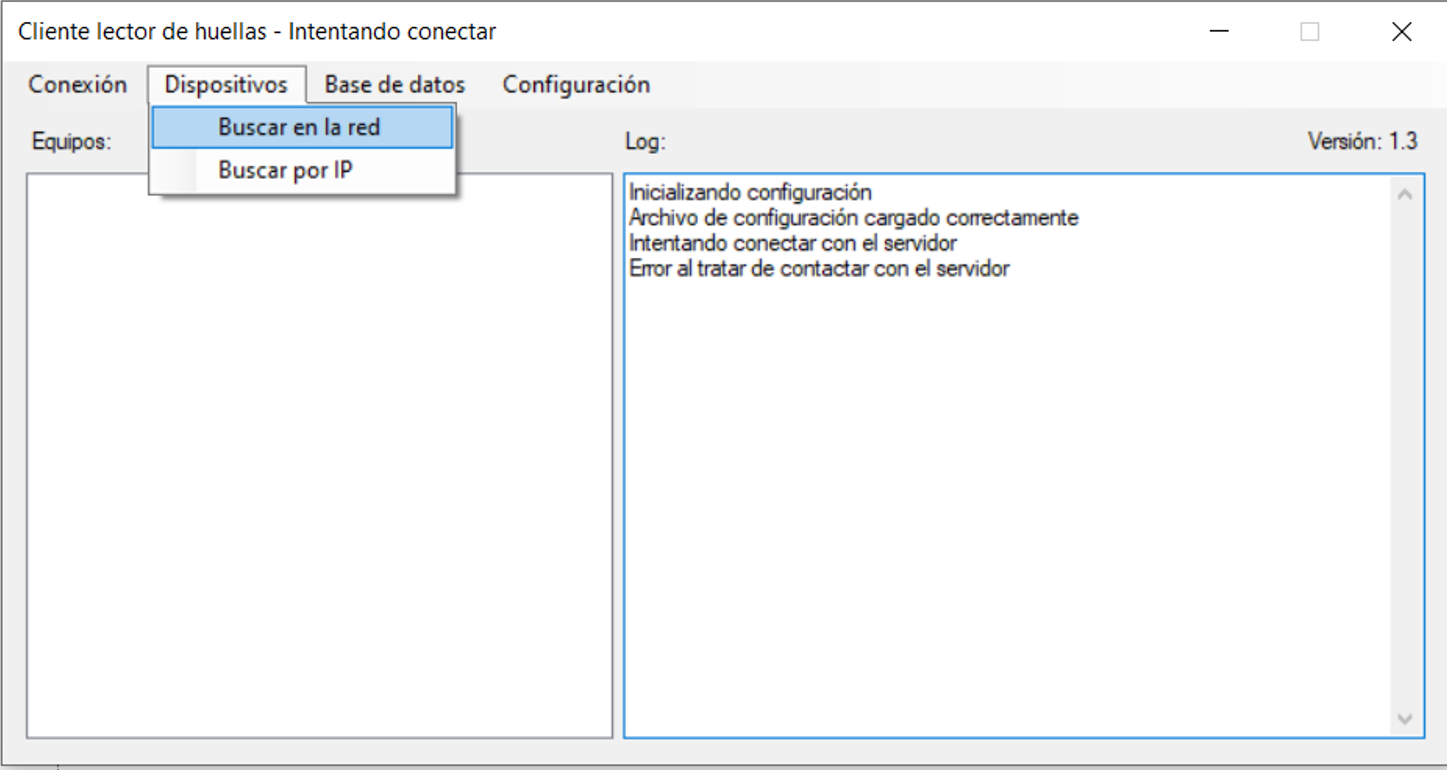 Cliente lector de huellas - Intentando conectar
Conexión Dispositivos Base de datos Configuración
Buscar en la red
Buscar por IP
Equipos: Log: Versión: 1.3
Inicializando configuración
Archivo de configuración cargado correctamente
Intentando conectar con el servidor
Error al tratar de contactar con el servidor